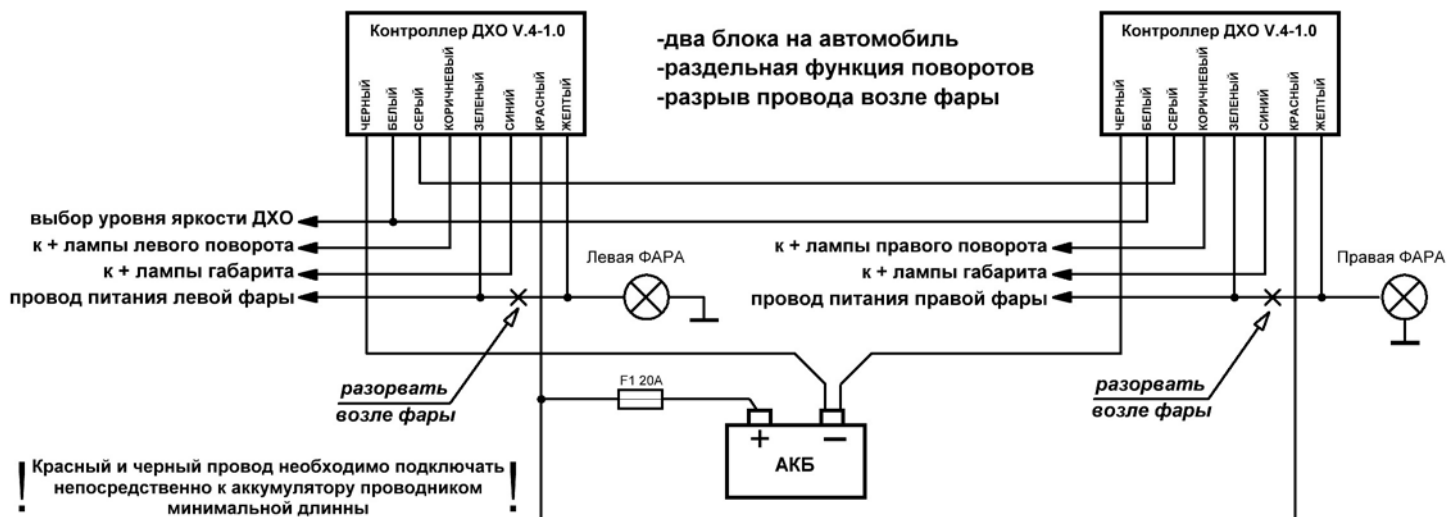 Контроллер ДХО V.4-1.0
ЧЕРНЫЙ
БЕЛЫЙ
СЕРЫЙ
КОРИЧНЕВЫЙ
ЗЕЛЕНЫЙ
СИНИЙ
КРАСНЫЙ
ЖЕЛТЫЙ
-два блока на автомобиль
-раздельная функция поворотов
-разрыв провода возле фары
Контроллер ДХО V.4-1.0
ЧЕРНЫЙ
БЕЛЫЙ
СЕРЫЙ
КОРИЧНЕВЫЙ
ЗЕЛЕНЫЙ
СИНИЙ
КРАСНЫЙ
ЖЕЛТЫЙ
выбор уровня яркости ДХО
к + лампы левого поворота
к + лампы габарита
провод питания левой фары
Левая ФАРА
к + лампы правого поворота
к + лампы габарита
провод питания правой фары
Правая ФАРА
разорвать
возле фары
F1 20A
+ −
АКБ
разорвать
возле фары
! Красный и черный провод необходимо подключать !
непосредственно к аккумулятору проводником
минимальной длинны